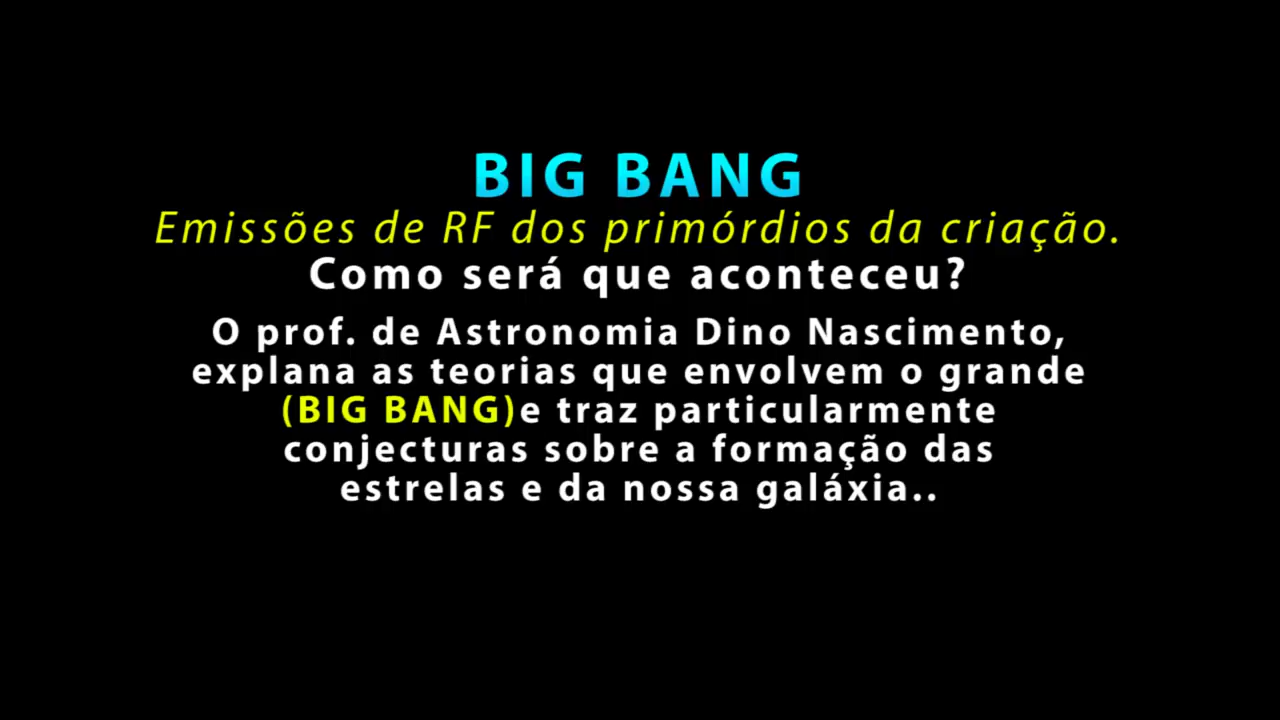 BIG BANG
Emissões de RF dos primórdios da criação.
Como será que aconteceu?
O prof. de Astronomia Dino Nascimento,
explana as teorias que envolvem o grande
(BIG BANG)e traz particularmente
conjecturas sobre a formação das
estrelas e da nossa galáxia..